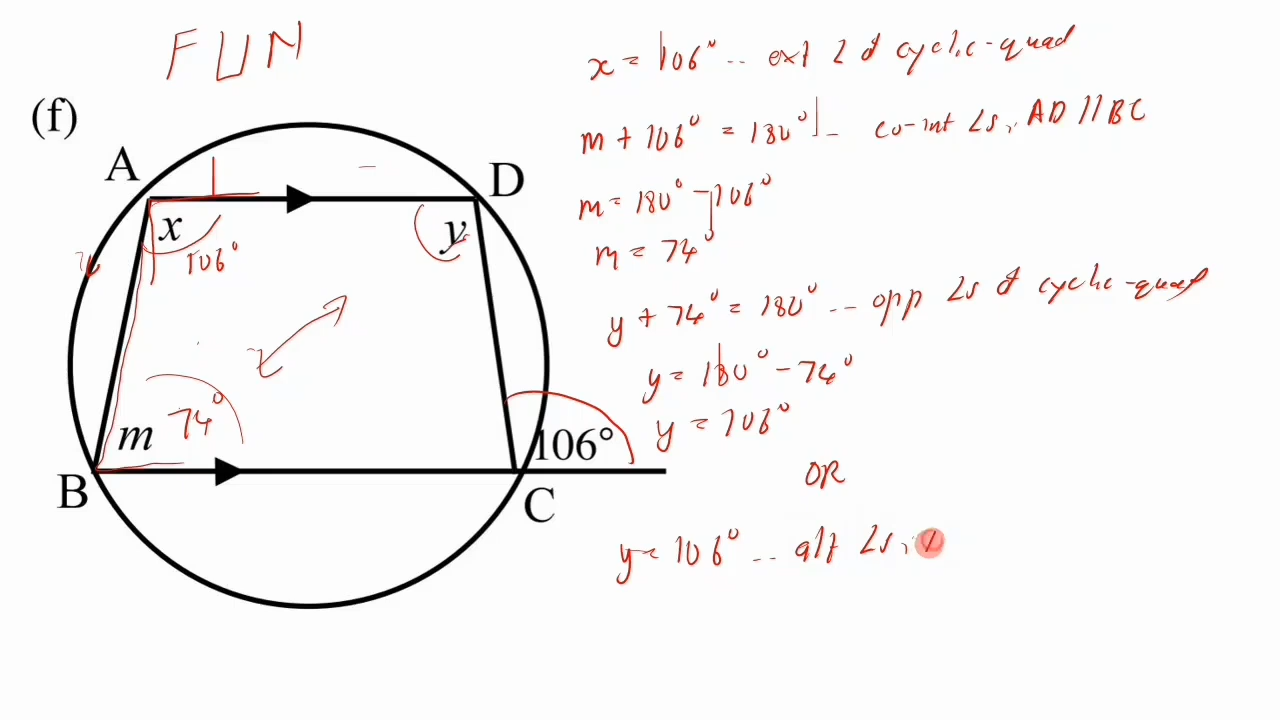 FUN
(f)
A
D
x
y
106°
m
74°
106°
B
C
x = 106° .. ext ∠ of cyclic-quad
m + 106° = 180° .. co-int ∠s, AD // BC
m = 180° - 106°
m = 74°
y + 74° = 180° .. opp ∠s of cyclic-quad
y = 180° - 74°
y = 106°
OR
y = 106° .. alt ∠s,